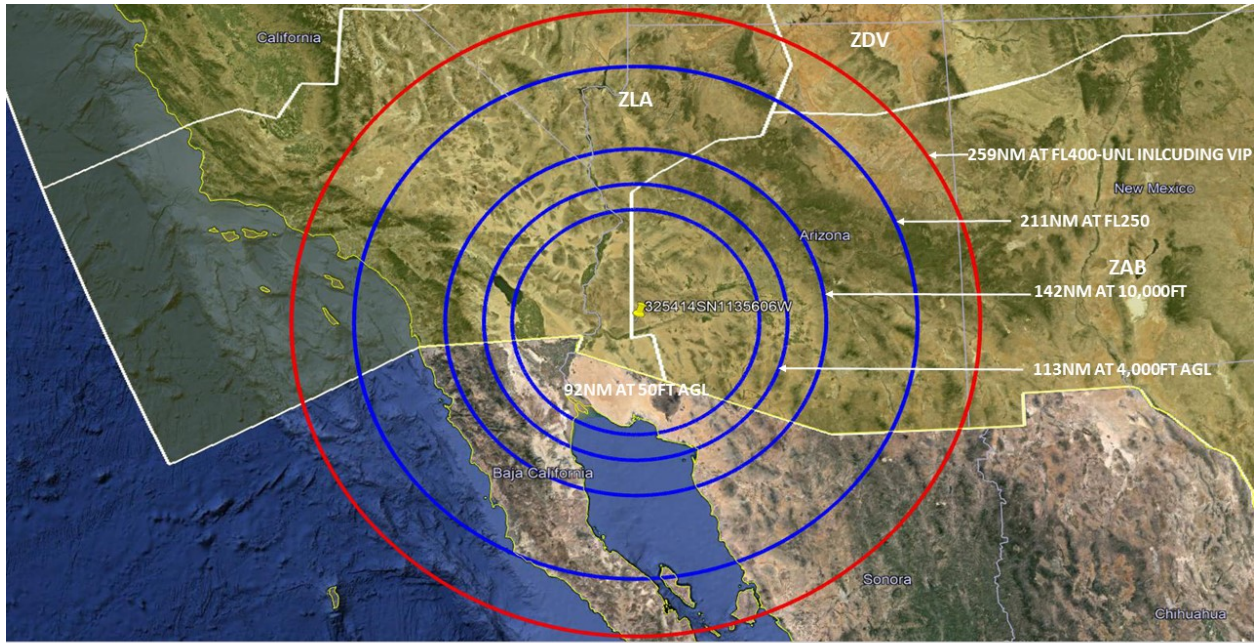 California
ZDV
ZLA
259NM AT FL400-UNL INLCUDING VIP
New Mexico
211NM AT FL250
Arizona
ZAB
142NM AT 10,000FT
325414SN1135606W
113NM AT 4,000FT AGL
92NM AT 50FT AGL
Baja California
Sonora
Chihuahua